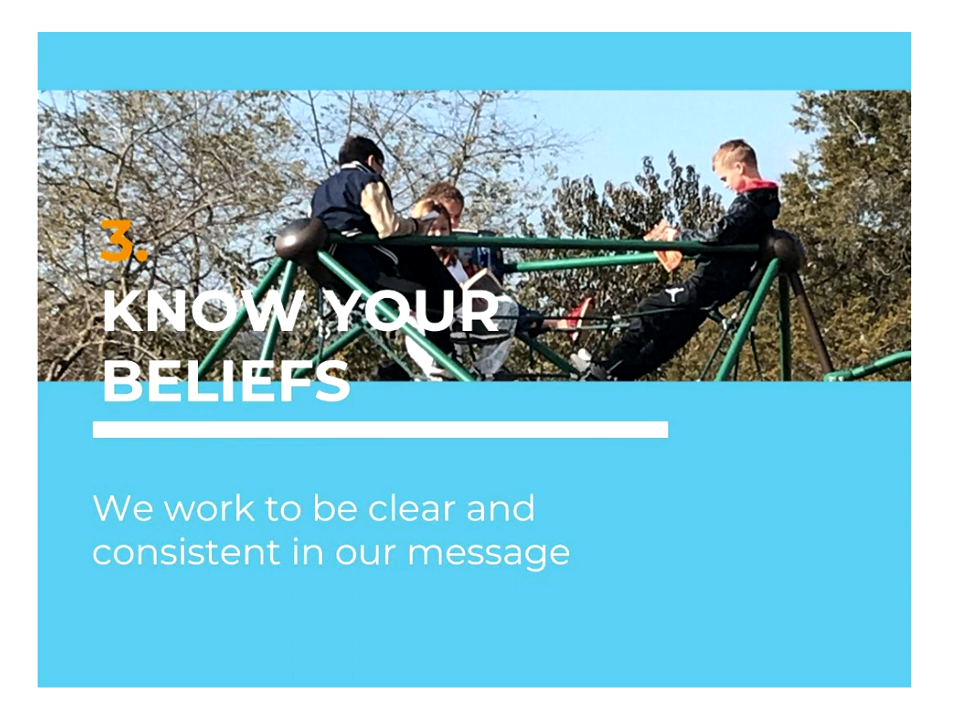 3.
KNOW YOUR
BELIEFS
We work to be clear and
consistent in our message